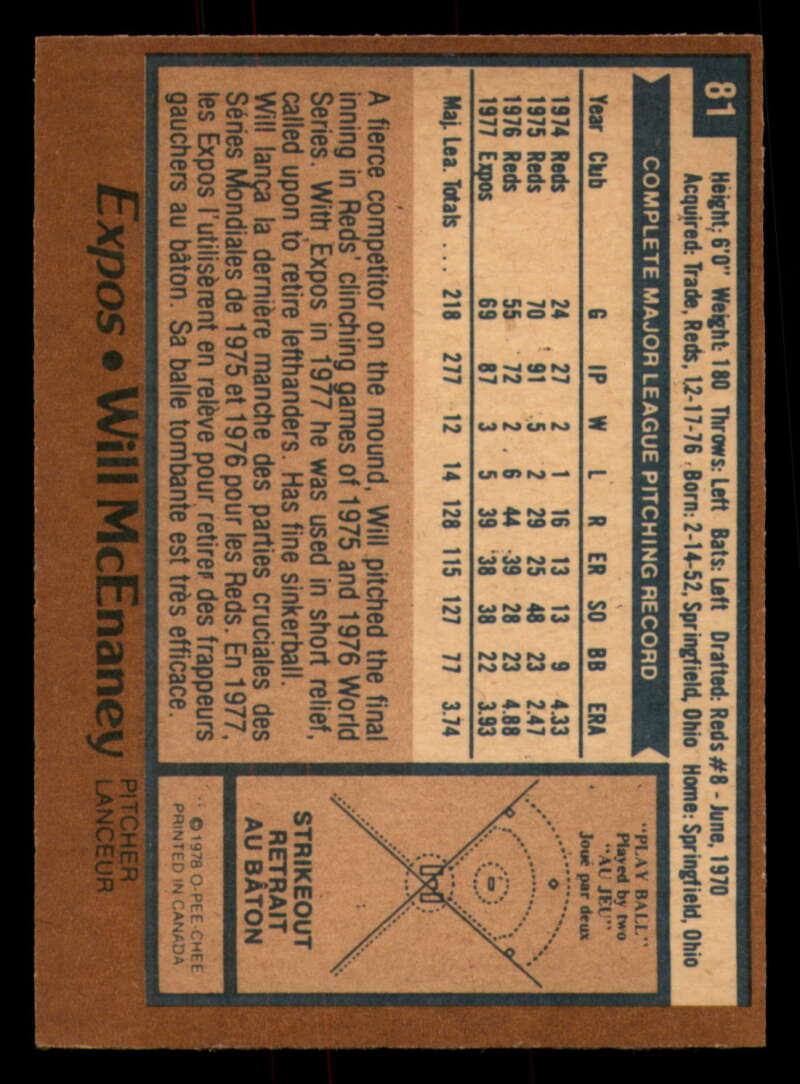 81
Height: 6'0" Weight: 180 Throws: Left Bats: Left Drafted: Reds #8 - June, 1970
Acquired: Trade, Reds, 12-17-76 Born: 2-14-52, Springfield, Ohio Home: Springfield, Ohio
COMPLETE MAJOR LEAGUE PITCHING RECORD
Year Club G IP W L R ER SO BB ERA
1974 Reds 24 27 2 1 16 13 13 9 4.33
1975 Reds 70 91 5 2 29 25 48 23 2.47
1976 Reds 55 72 2 6 44 39 28 23 4.88
1977 Expos 69 87 3 5 39 38 38 22 3.93
Maj. Lea. Totals ... 218 277 12 14 128 115 127 77 3.74
A fierce competitor on the mound, Will pitched the final
inning in Reds' clinching games of 1975 and 1976 World
Series. With Expos in 1977 he was used in short relief,
called upon to retire lefthanders. Has fine sinkerball.
Will lança la dernière manche des parties cruciales des
Séries Mondiales de 1975 et 1976 pour les Reds. En 1977,
les Expos l'utilisèrent en relève pour retirer des frappeurs
gauchers au bâton. Sa balle tombante est très efficace.
"PLAY BALL"
Played by two
"AU JEU"
Joué par deux
STRIKEOUT
RETRAIT
AU BÂTON
© 1978 O-PEE-CHEE
PRINTED IN CANADA
Expos • Will McEnaney
PITCHER
LANCEUR